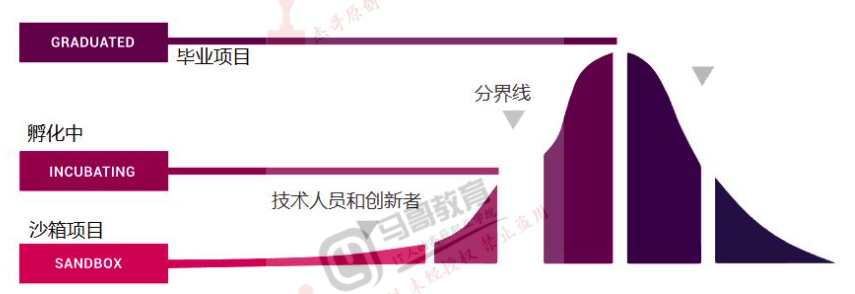 杰哥原创
GRADUATED
毕业项目
分界线
孵化中
INCUBATING
技术人员和创新者
马哥教育
沙箱项目
SANDBOX
未经授权 禁止盗用